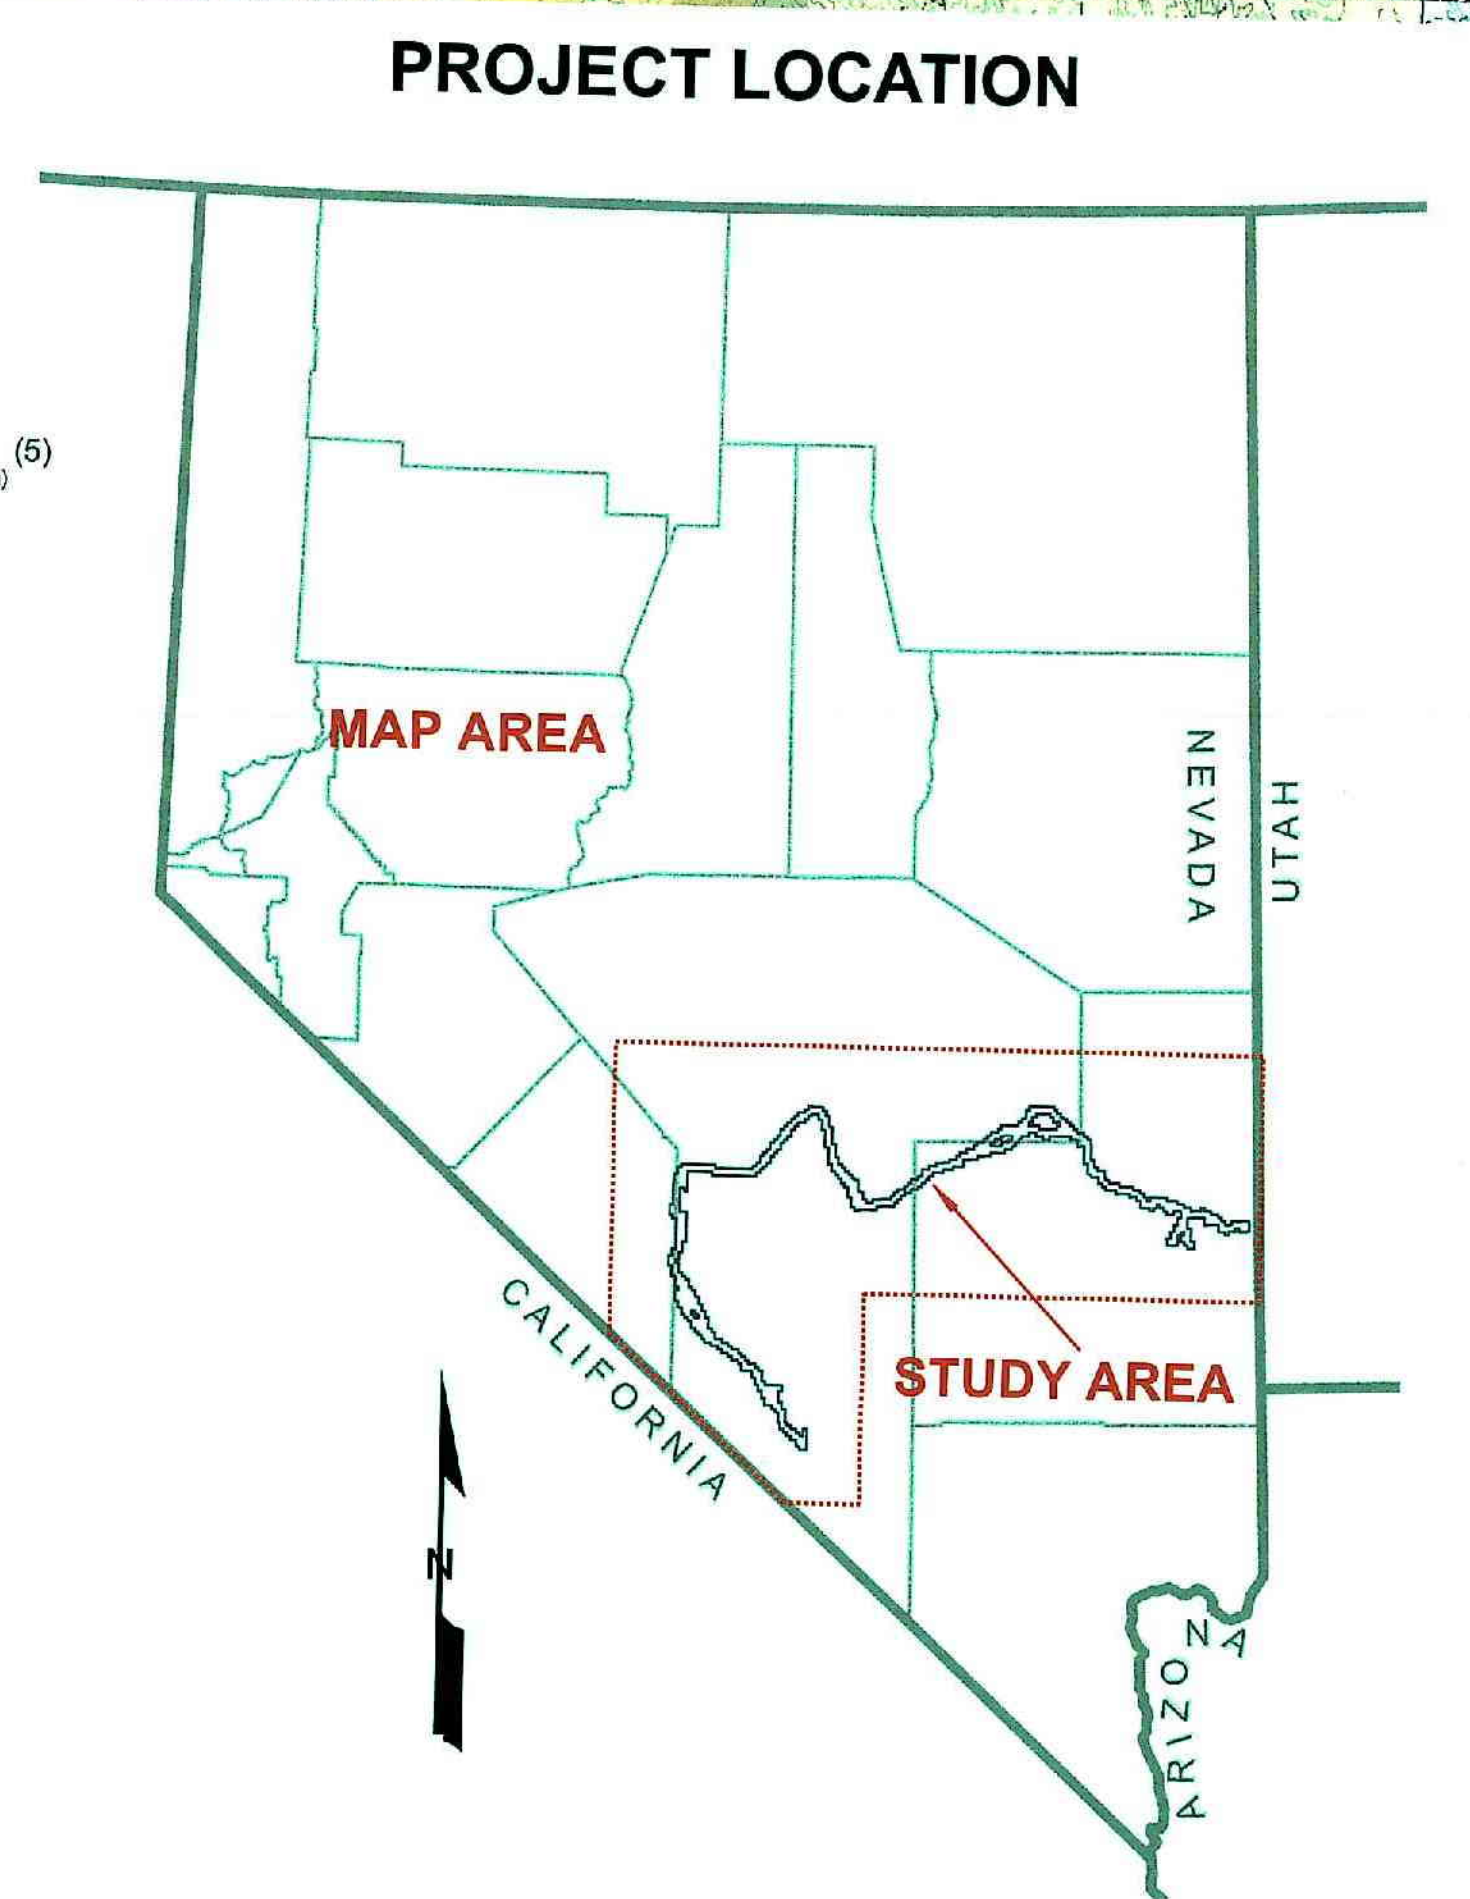 PROJECT LOCATION
(5)
)
MAP AREA
NEVADA
UTAH
CALIFORNIA
STUDY AREA
N
ARIZONA